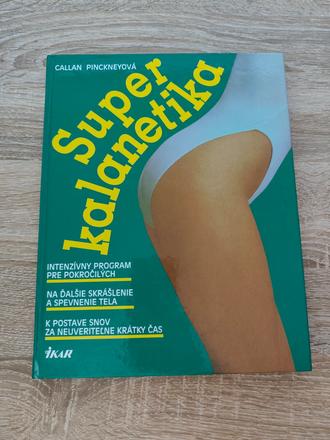 CALLAN PINCKNEYOVÁ
Super
kalanetika
INTENZÍVNY PROGRAM
PRE POKROČILÝCH
NA ĎALŠIE SKRÁŠLENIE
A SPEVNENIE TELA
K POSTAVE SNOV
ZA NEUVERITEĽNE KRÁTKY ČAS
IKAR